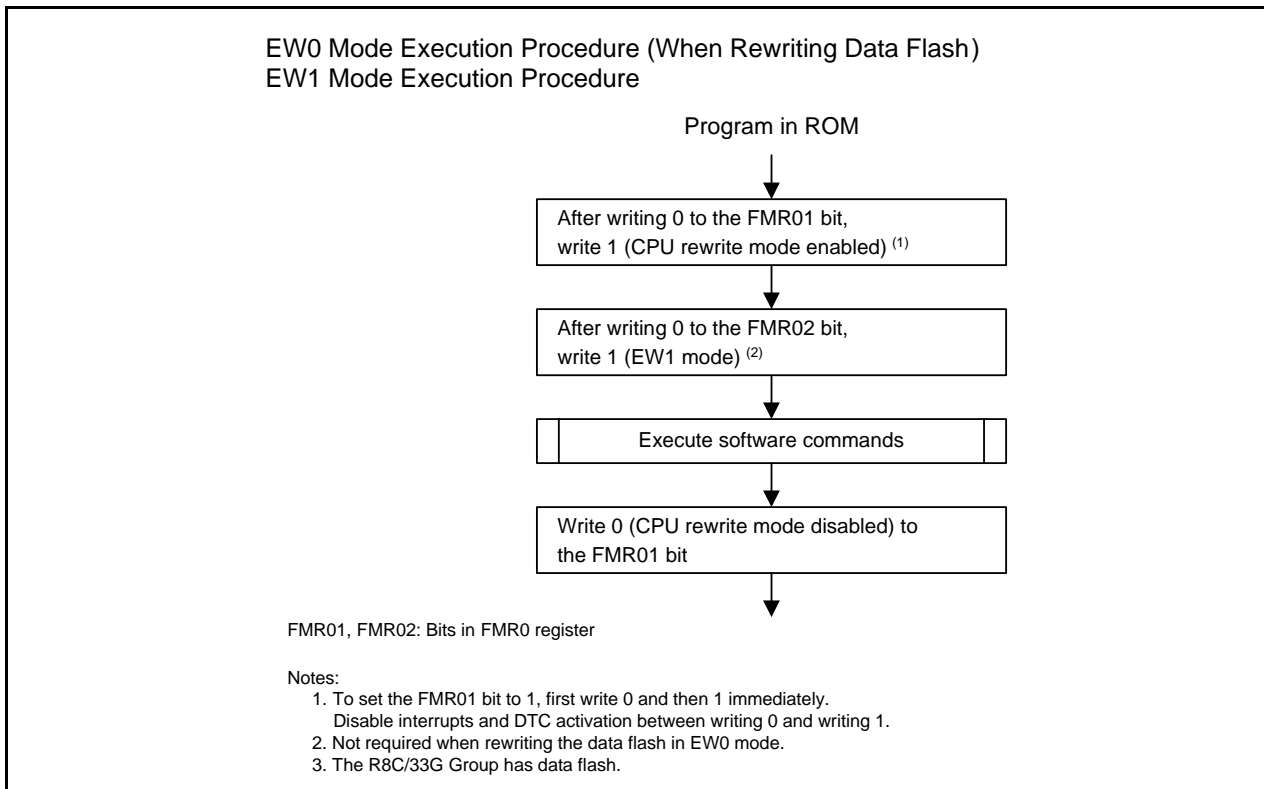 EW0 Mode Execution Procedure (When Rewriting Data Flash)
EW1 Mode Execution Procedure
Program in ROM
After writing 0 to the FMR01 bit,
write 1 (CPU rewrite mode enabled) (1)
After writing 0 to the FMR02 bit,
write 1 (EW1 mode) (2)
Execute software commands
Write 0 (CPU rewrite mode disabled) to
the FMR01 bit
FMR01, FMR02: Bits in FMR0 register
Notes:
1. To set the FMR01 bit to 1, first write 0 and then 1 immediately.
Disable interrupts and DTC activation between writing 0 and writing 1.
2. Not required when rewriting the data flash in EW0 mode.
3. The R8C/33G Group has data flash.